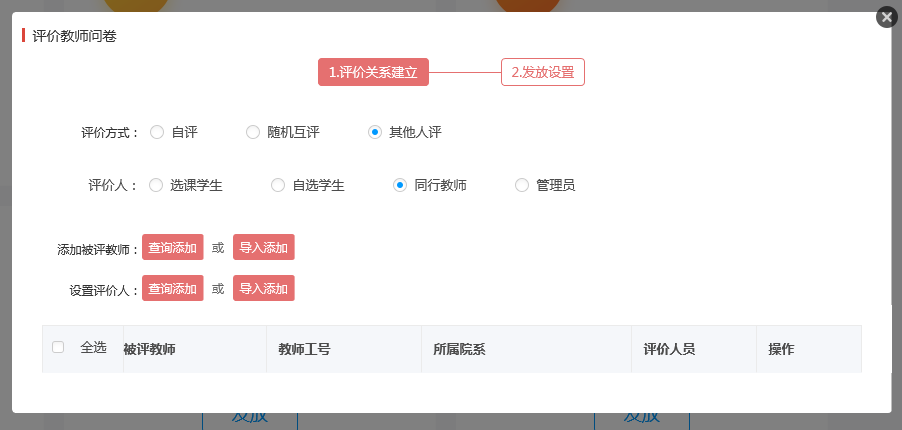 评价教师问卷
1.评价关系建立 2.发放设置
评价方式： 自评 随机互评 其他人评
评价人： 选课学生 自选学生 同行教师 管理员
添加被评教师： 查询添加 或 导入添加
设置评价人： 查询添加 或 导入添加
全选 被评教师 教师工号 所属院系 评价人员 操作
发放 发放